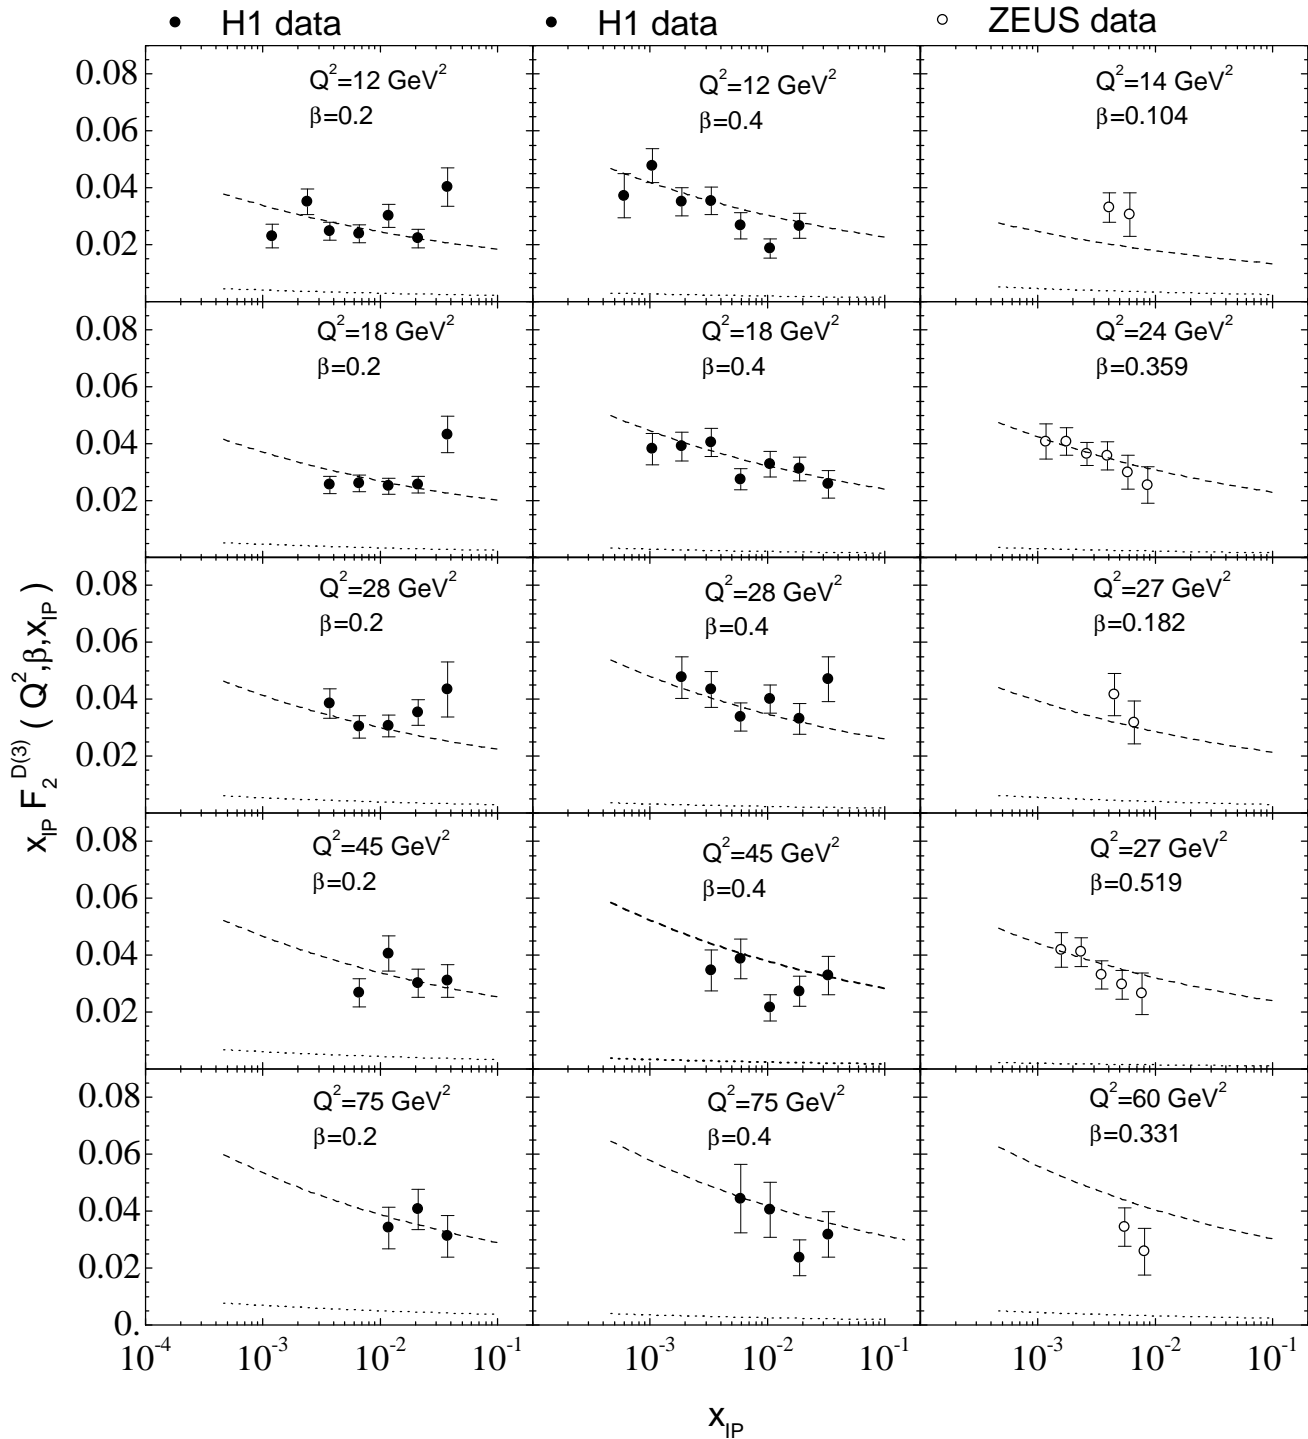 H1 data
H1 data
ZEUS data
Q²=12 GeV²
β=0.2
Q²=12 GeV²
β=0.4
Q²=14 GeV²
β=0.104
0.08
0.06
0.04
0.02
Q²=18 GeV²
β=0.2
Q²=18 GeV²
β=0.4
Q²=24 GeV²
β=0.359
0.08
0.06
0.04
0.02
Q²=28 GeV²
β=0.2
Q²=28 GeV²
β=0.4
Q²=27 GeV²
β=0.182
0.08
0.06
0.04
0.02
Q²=45 GeV²
β=0.2
Q²=45 GeV²
β=0.4
Q²=27 GeV²
β=0.519
0.08
0.06
0.04
0.02
Q²=75 GeV²
β=0.2
Q²=75 GeV²
β=0.4
Q²=60 GeV²
β=0.331
0.08
0.06
0.04
0.02
0.
x_IP F_2^D(3) ( Q², β, x_IP )
10⁻⁴ 10⁻³ 10⁻² 10⁻¹ 10⁻³ 10⁻² 10⁻¹ 10⁻³ 10⁻² 10⁻¹
x_IP